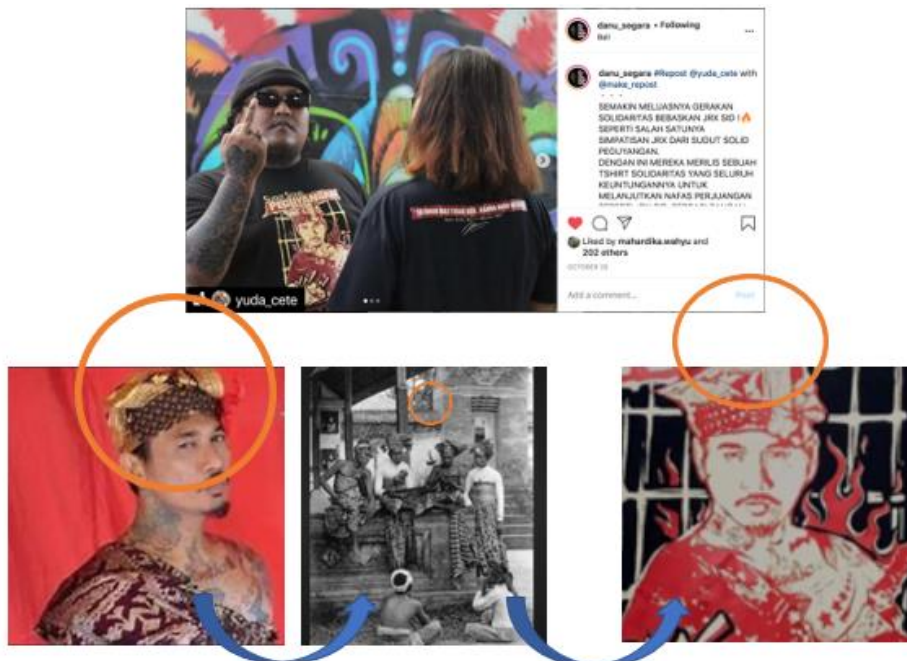 danu_segara • Following
Bali
danu_segara #Repost @yuda_cete with
@make_repost
SEMAKIN MELUASNYA GERAKAN
SOLIDARITAS BEBASKAN JRX SID !🔥
SEPERTI SALAH SATUNYA
SIMPATISAN JRX DARI SUDUT SOLID
PEGUYANGAN.
DENGAN INI MEREKA MERILIS SEBUAH
TSHIRT SOLIDARITAS YANG SELURUH
KEUNTUNGANNYA UNTUK
MELANJUTKAN NAFAS PERJUANGAN
Liked by mahardika.wahyu and
202 others
OCTOBER
Add a comment...
Post
yuda_cete